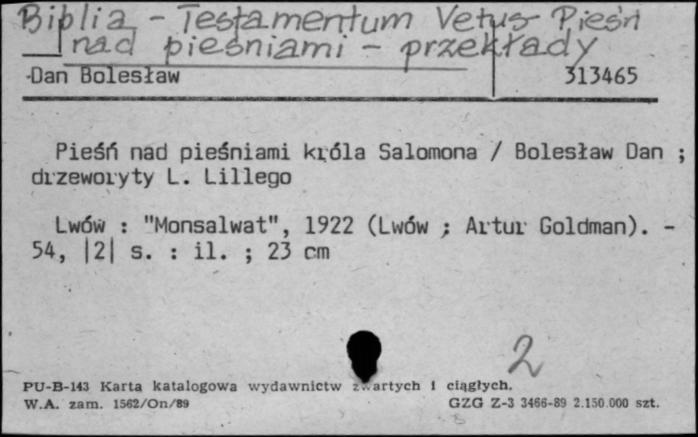 Biblia - Testamentum Vetus Pieśń
nad pieśniami - przekłady
Dan Bolesław 313465
Pieśń nad pieśniami króla Salomona / Bolesław Dan ;
drzeworyty L. Lillego
Lwów : "Monsalwat", 1922 (Lwów ; Artur Goldman). -
54, |2| s. : il. ; 23 cm
2
PU-B-143 Karta katalogowa wydawnictw zwartych i ciągłych.
W.A. zam. 1562/On/89 GZG Z-3 3466-89 2.150.000 szt.